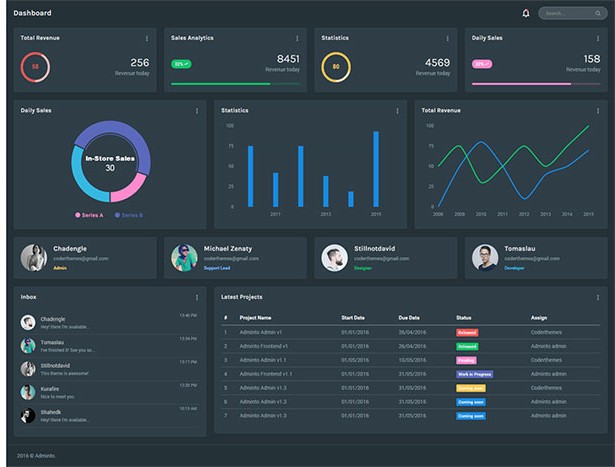 Dashboard
Search...
Total Revenue
58
256
Revenue today
Sales Analytics
32%
8451
Revenue today
Statistics
80
4569
Revenue today
Daily Sales
32%
158
Revenue today
Daily Sales
In-Store Sales
30
Series A
Series B
Statistics
100
75
50
25
0
2011
2013
2015
Total Revenue
100
75
50
25
0
2008 2009 2010 2011 2012 2013 2014 2015
Chadengle
coderthemes@gmail.com
Admin
Michael Zenaty
coderthemes@gmail.com
Support Lead
Stillnotdavid
coderthemes@gmail.com
Designer
Tomaslau
coderthemes@gmail.com
Developer
Inbox
Chadengle 13:40 PM
Hey! there I'm available...
Tomaslau 13:34 PM
I've finished it! See you so...
Stillnotdavid 13:17 PM
This theme is awesome!
Kurafire 12:20 PM
Nice to meet you
Shahedk 10:15 AM
Hey! there I'm available...
Latest Projects
# Project Name Start Date Due Date Status Assign
1 Adminto Admin v1 01/01/2016 26/04/2016 Released Coderthemes
2 Adminto Frontend v1 01/01/2016 26/04/2016 Released Adminto admin
3 Adminto Admin v1.1 01/05/2016 10/05/2016 Pending Coderthemes
4 Adminto Frontend v1.1 01/01/2016 31/05/2016 Work in Progress Adminto admin
5 Adminto Admin v1.3 01/01/2016 31/05/2016 Coming soon Coderthemes
6 Adminto Admin v1.3 01/01/2016 31/05/2016 Coming soon Adminto admin
7 Adminto Admin v1.3 01/01/2016 31/05/2016 Coming soon Adminto admin
2016 © Adminto.